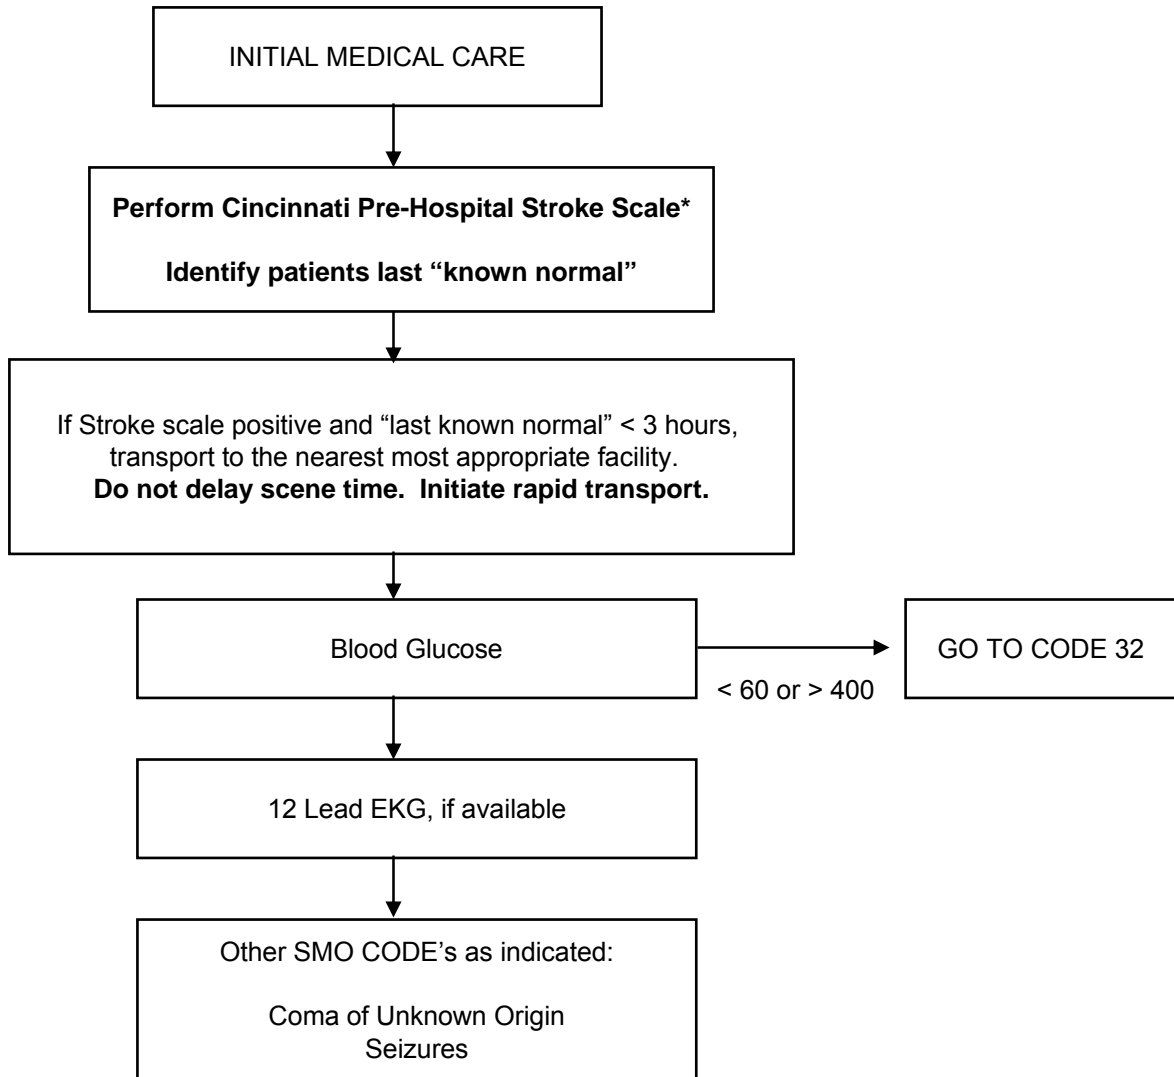 INITIAL MEDICAL CARE
Perform Cincinnati Pre-Hospital Stroke Scale*
Identify patients last “known normal”
If Stroke scale positive and “last known normal” < 3 hours,
transport to the nearest most appropriate facility.
Do not delay scene time.  Initiate rapid transport.
Blood Glucose
GO TO CODE 32
< 60 or > 400
12 Lead EKG, if available
Other SMO CODE’s as indicated:
Coma of Unknown Origin
Seizures